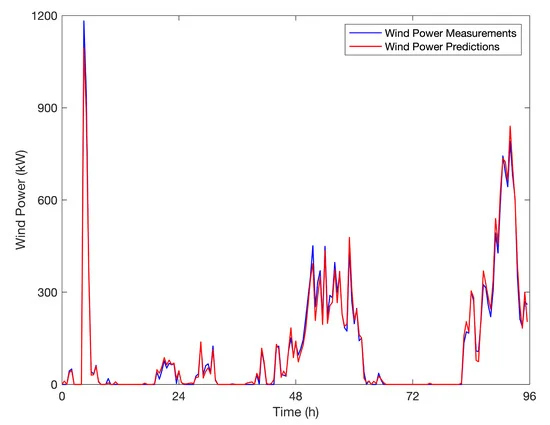 1200
900
600
300
0
Wind Power (kW)
Wind Power Measurements
Wind Power Predictions
0 24 48 72 96
Time (h)